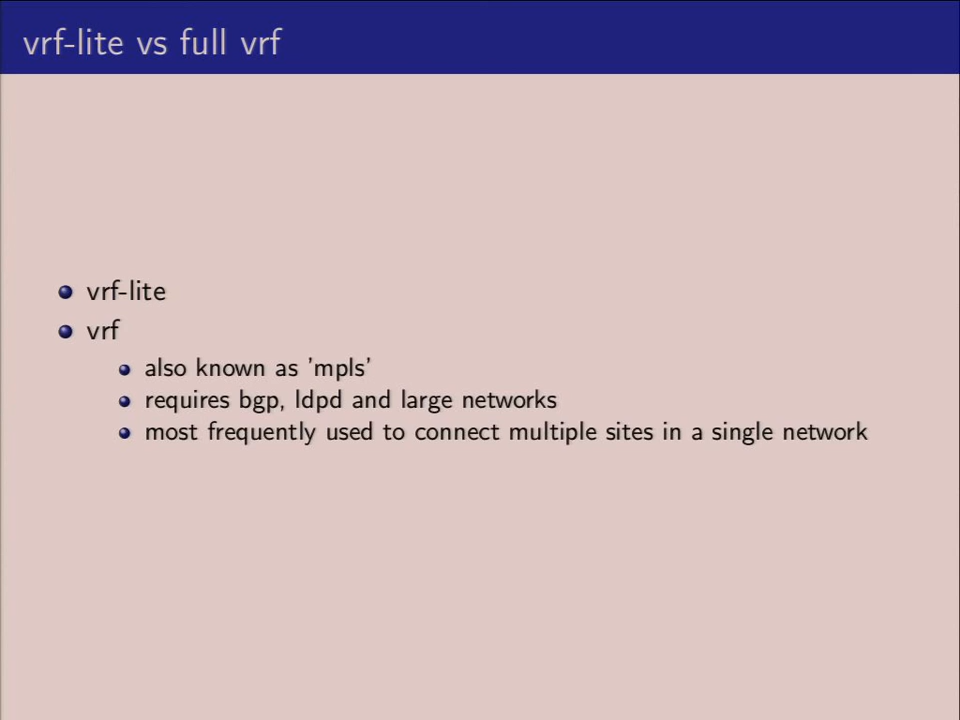 vrf-lite vs full vrf
vrf-lite
vrf
also known as 'mpls'
requires bgp, ldpd and large networks
most frequently used to connect multiple sites in a single network